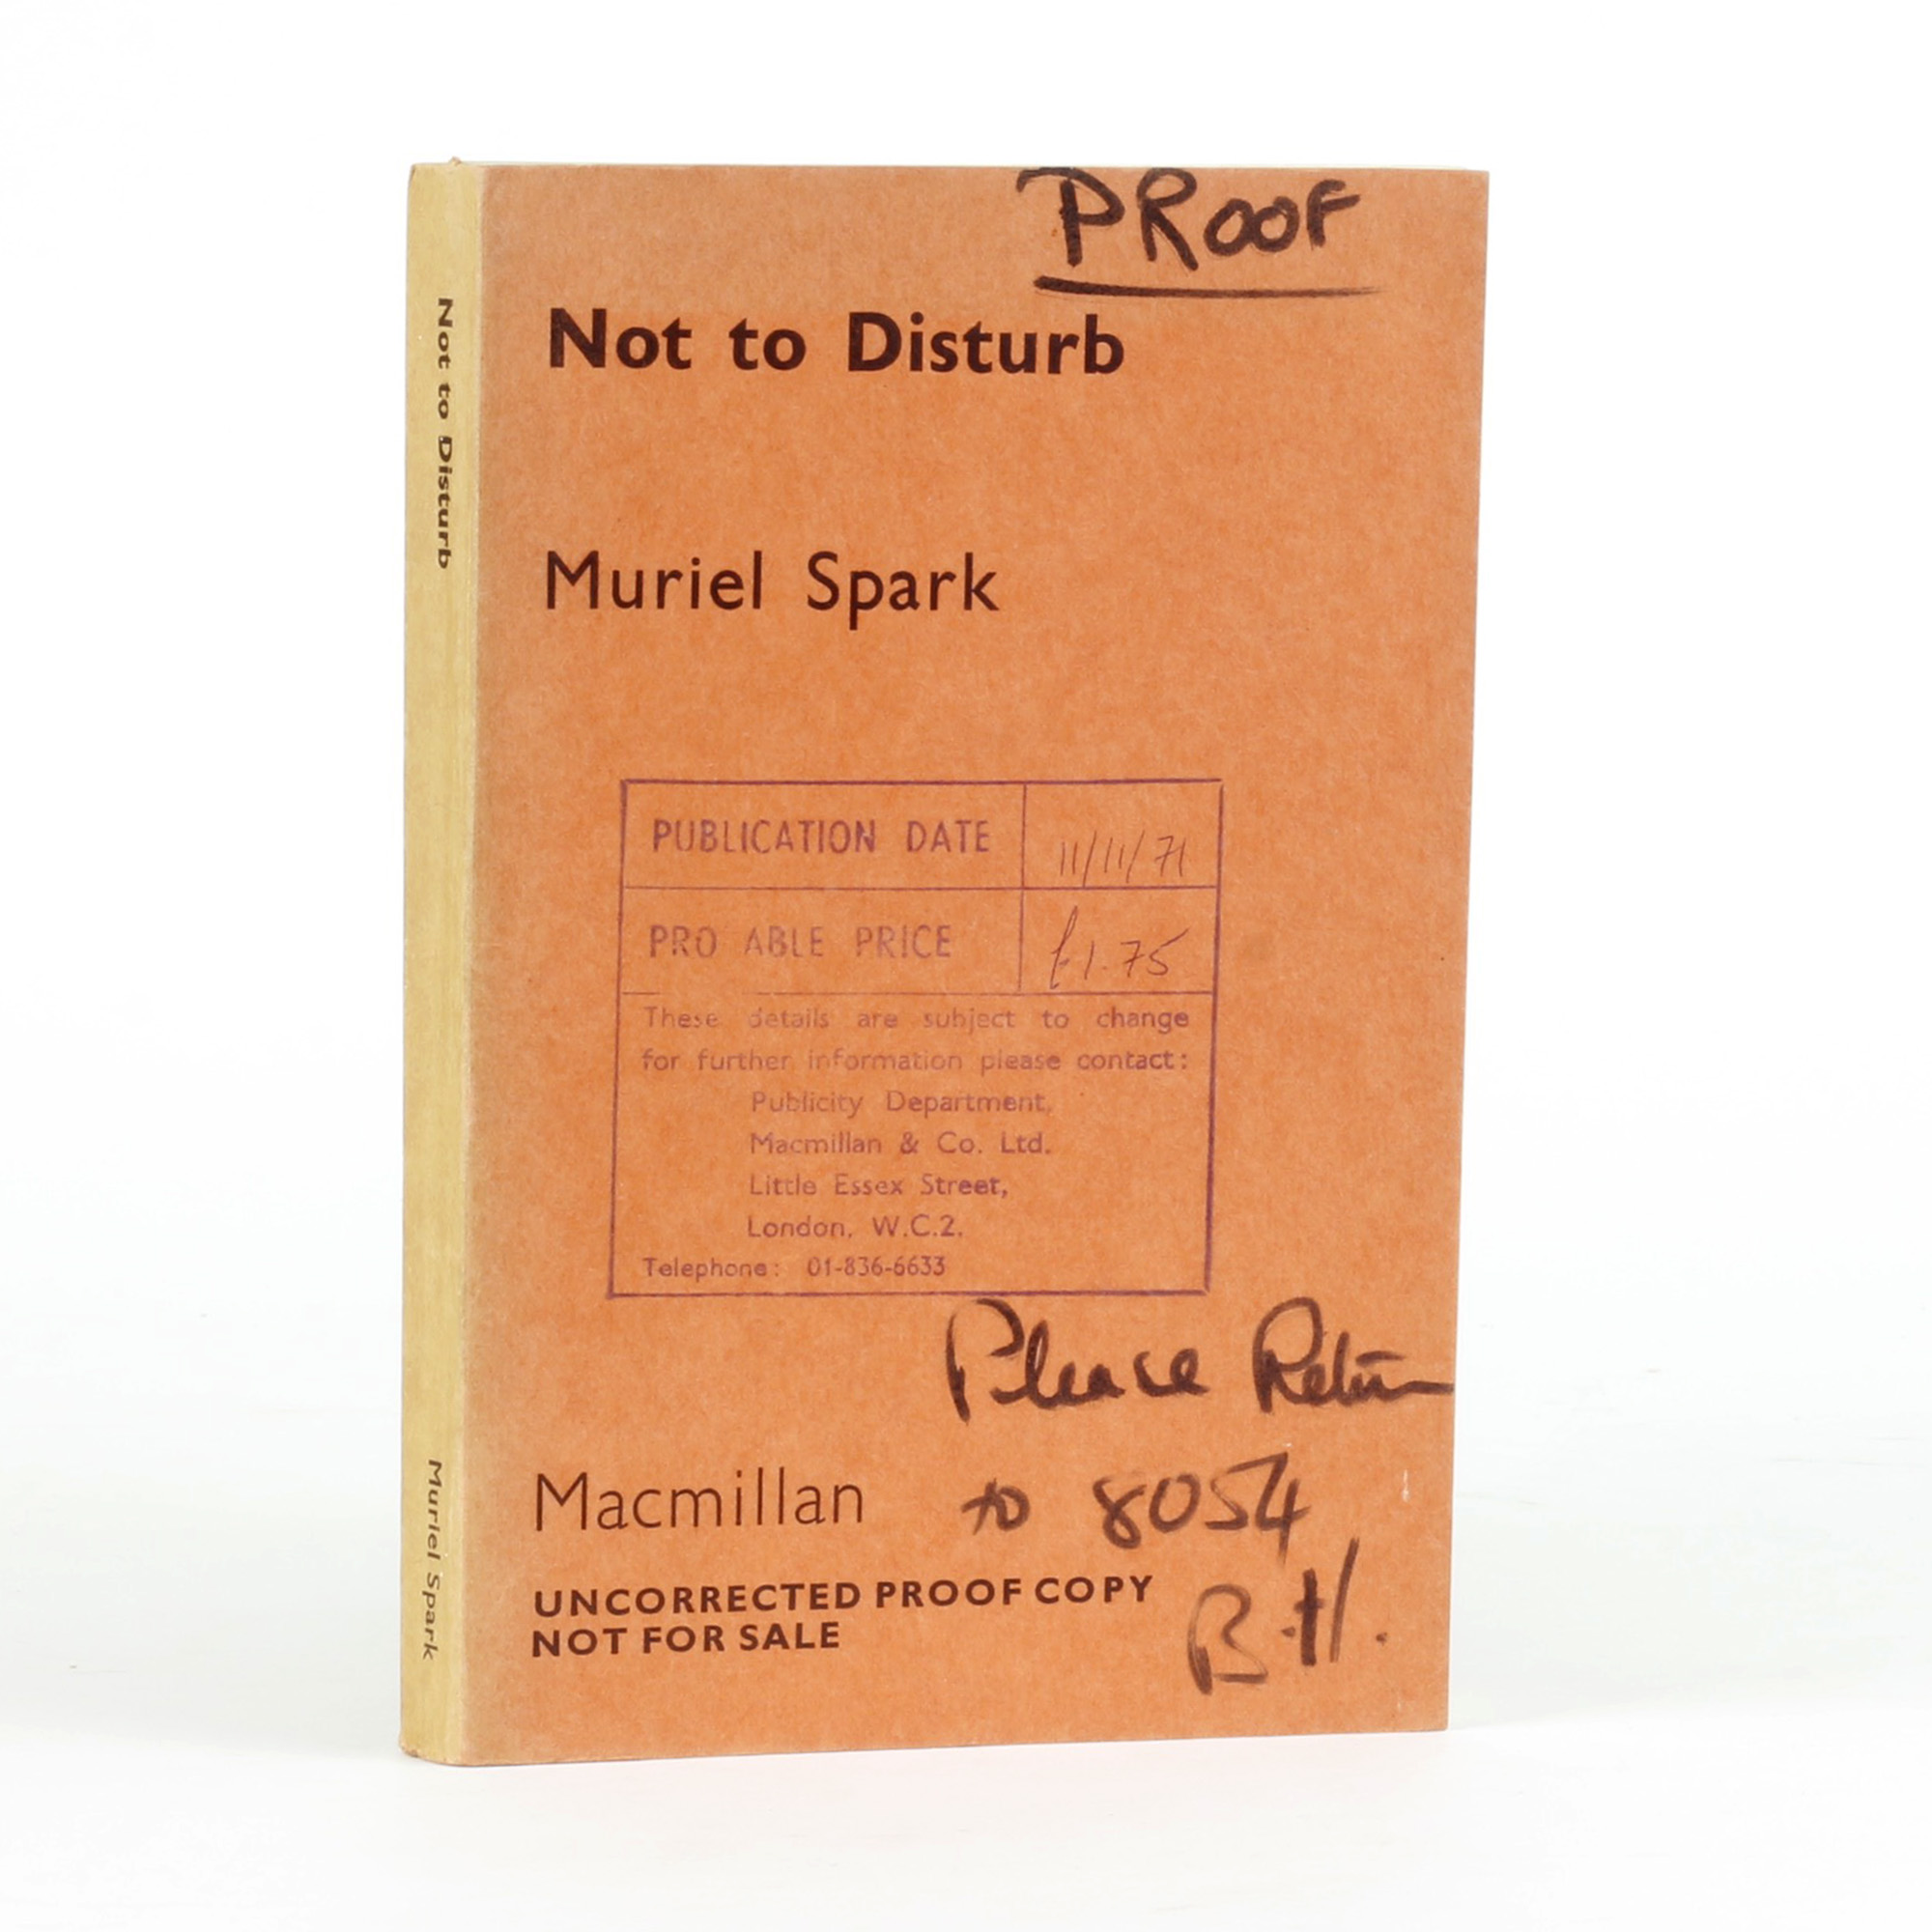 Not to Disturb
Muriel Spark
PROOF
Not to Disturb
Muriel Spark
PUBLICATION DATE 11/11/71
PRO ABLE PRICE £1.75
These details are subject to change
for further information please contact:
Publicity Department,
Macmillan & Co. Ltd.
Little Essex Street,
London, W.C.2.
Telephone: 01-836-6633
Please Return
to 8054
B.H.
Macmillan
UNCORRECTED PROOF COPY
NOT FOR SALE